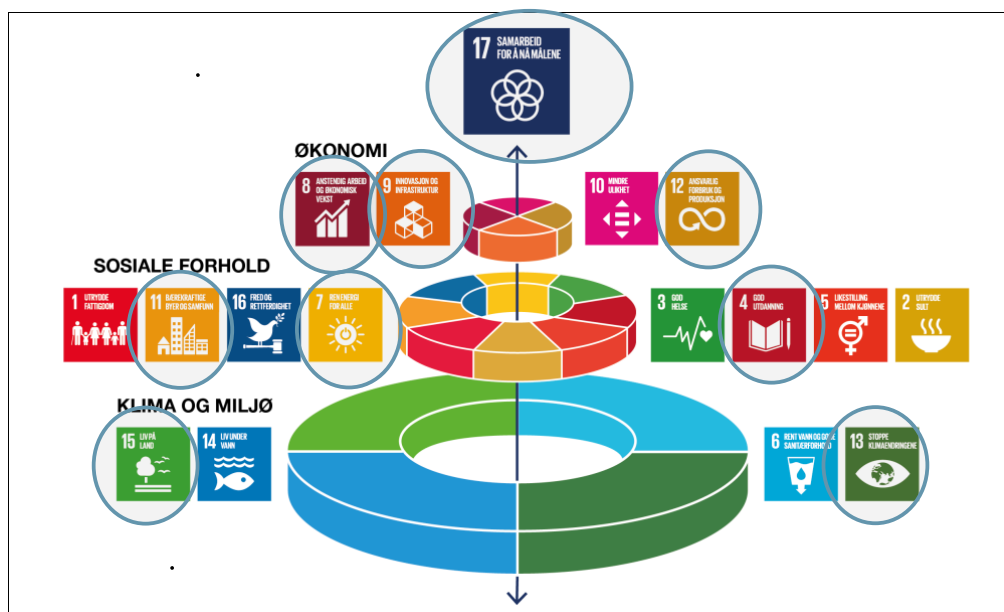 17 SAMARBEID
FOR Å NÅ MÅLENE
ØKONOMI
8 ANSTENDIG ARBEID
OG ØKONOMISK
VEKST
9 INNOVASJON OG
INFRASTRUKTUR
10 MINDRE
ULIKHET
12 ANSVARLIG
FORBRUK OG
PRODUKSJON
SOSIALE FORHOLD
1 UTRYDDE
FATTIGDOM
11 BÆREKRAFTIGE
BYER OG SAMFUNN
16 FRED OG
RETTFERDIGHET
7 REN ENERGI
FOR ALLE
3 GOD
HELSE
4 GOD
UTDANNING
5 LIKESTILLING
MELLOM KJØNNENE
2 UTRYDDE
SULT
KLIMA OG MILJØ
15 LIV PÅ
LAND
14 LIV UNDER
VANN
6 RENT VANN OG GODE
SANITÆRFORHOLD
13 STOPPE
KLIMAENDRINGENE